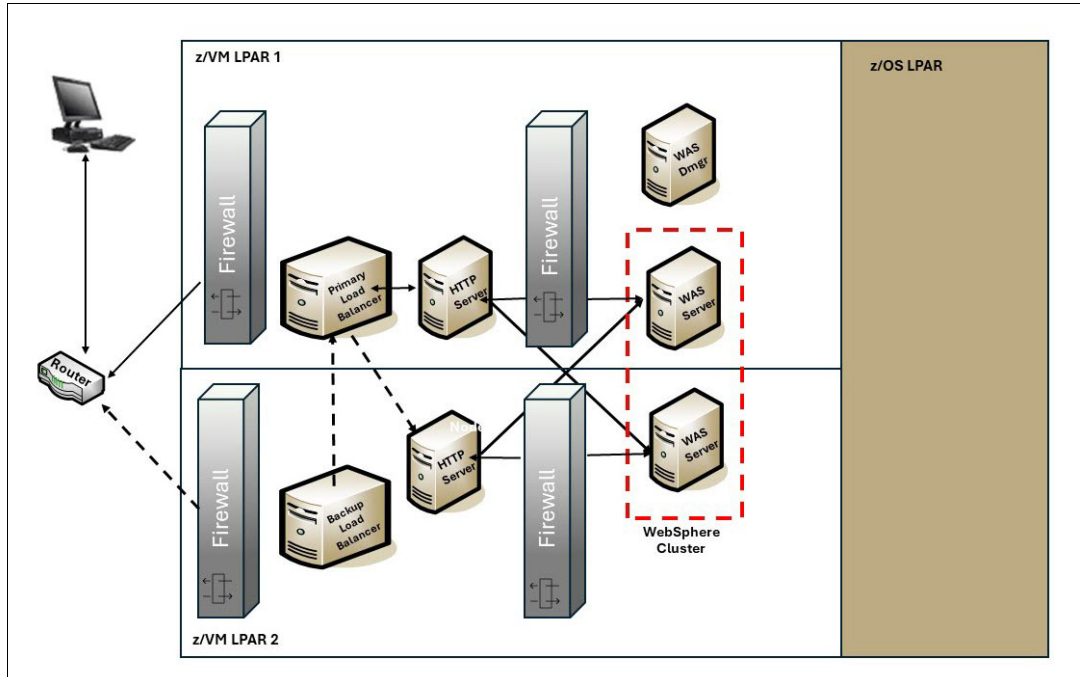 z/VM LPAR 1
z/OS LPAR
Firewall
Firewall
WAS
Dmgr
Primary
Load
Balancer
HTTP
Server
WAS
Server
Router
Firewall
Backup
Load
Balancer
Node
HTTP
Server
Firewall
WAS
Server
WebSphere
Cluster
z/VM LPAR 2